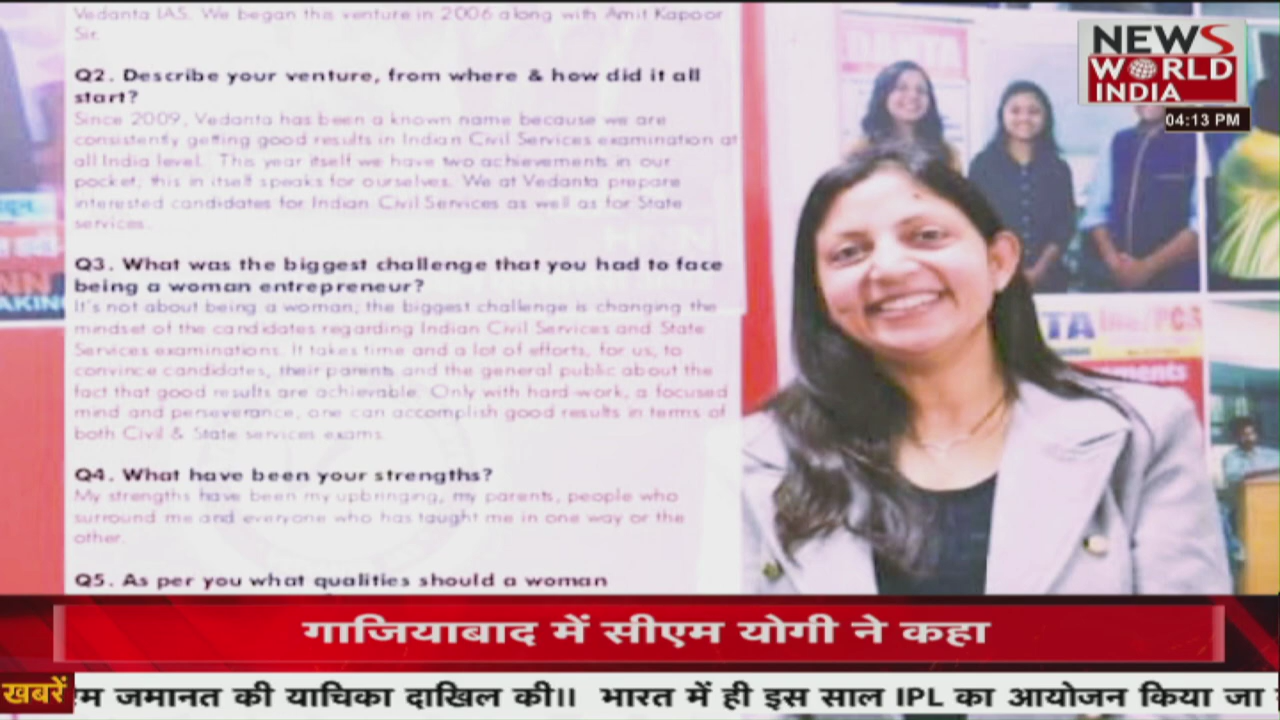 Vedanta IAS. We began this venture in 2006 along with Amit Kapoor
Sir.
Q2. Describe your venture, from where & how did it all
start?
Since 2009, Vedanta has been a known name because we are
consistently getting good results in Indian Civil Services examination at
all India level. This year itself we have two achievements in our
pocket; this in itself speaks for ourselves. We at Vedanta prepare
interested candidates for Indian Civil Services as well as for State
services.
Q3. What was the biggest challenge that you had to face
being a woman entrepreneur?
It's not about being a woman; the biggest challenge is changing the
mindset of the candidates regarding Indian Civil Services and State
Services examinations. It takes time and a lot of efforts, for us, to
convince candidates, their parents and the general public about the
fact that good results are achievable. Only with hard-work, a focused
mind and perseverance, one can accomplish good results in terms of
both Civil & State services exams.
Q4. What have been your strengths?
My strengths have been my upbringing, my parents, people who
surround me and everyone who has taught me in one way or the
other.
Q5. As per you what qualities should a woman
NEWS
WORLD
INDIA
04:13 PM
TA
गाजियाबाद में सीएम योगी ने कहा
खबरें
म जमानत की याचिका दाखिल की।। भारत में ही इस साल IPL का आयोजन किया जा